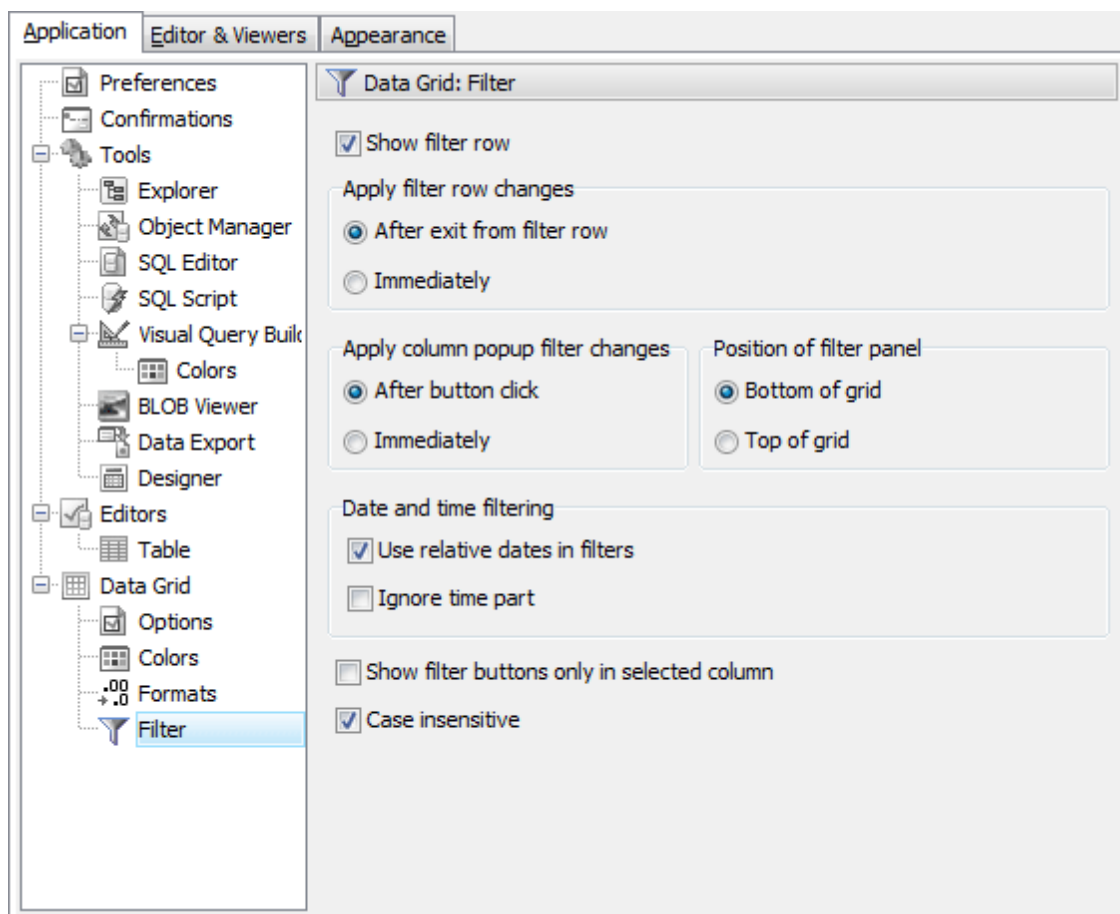 Application
Editor & Viewers
Appearance
Preferences
Confirmations
Tools
Explorer
Object Manager
SQL Editor
SQL Script
Visual Query Buil
Colors
BLOB Viewer
Data Export
Designer
Editors
Table
Data Grid
Options
Colors
Formats
Filter
Data Grid: Filter
Show filter row
Apply filter row changes
After exit from filter row
Immediately
Apply column popup filter changes
After button click
Immediately
Position of filter panel
Bottom of grid
Top of grid
Date and time filtering
Use relative dates in filters
Ignore time part
Show filter buttons only in selected column
Case insensitive